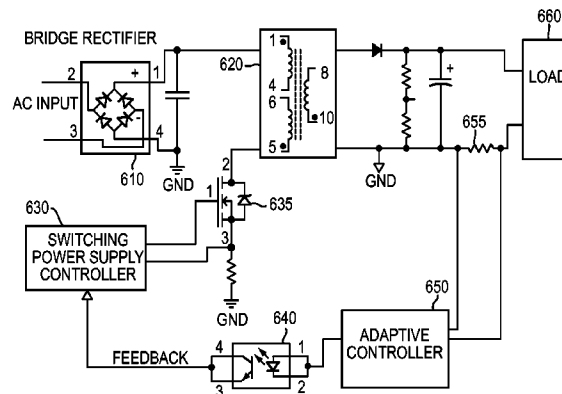 BRIDGE RECTIFIER
+
1
2
AC INPUT
-
3
4
610
GND
620
1
4
6
5
8
10
+
660
LOAD
655
GND
2
1
635
3
GND
630
SWITCHING
POWER SUPPLY
CONTROLLER
FEEDBACK
640
4
1
3
2
650
ADAPTIVE
CONTROLLER